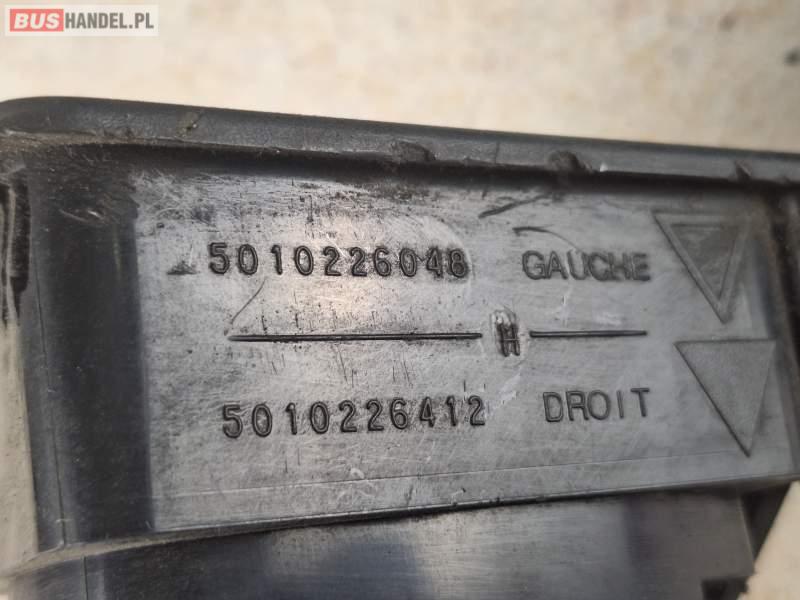 BUSHANDEL.PL
5010226048 GAUCHE
H
5010226412 DROIT